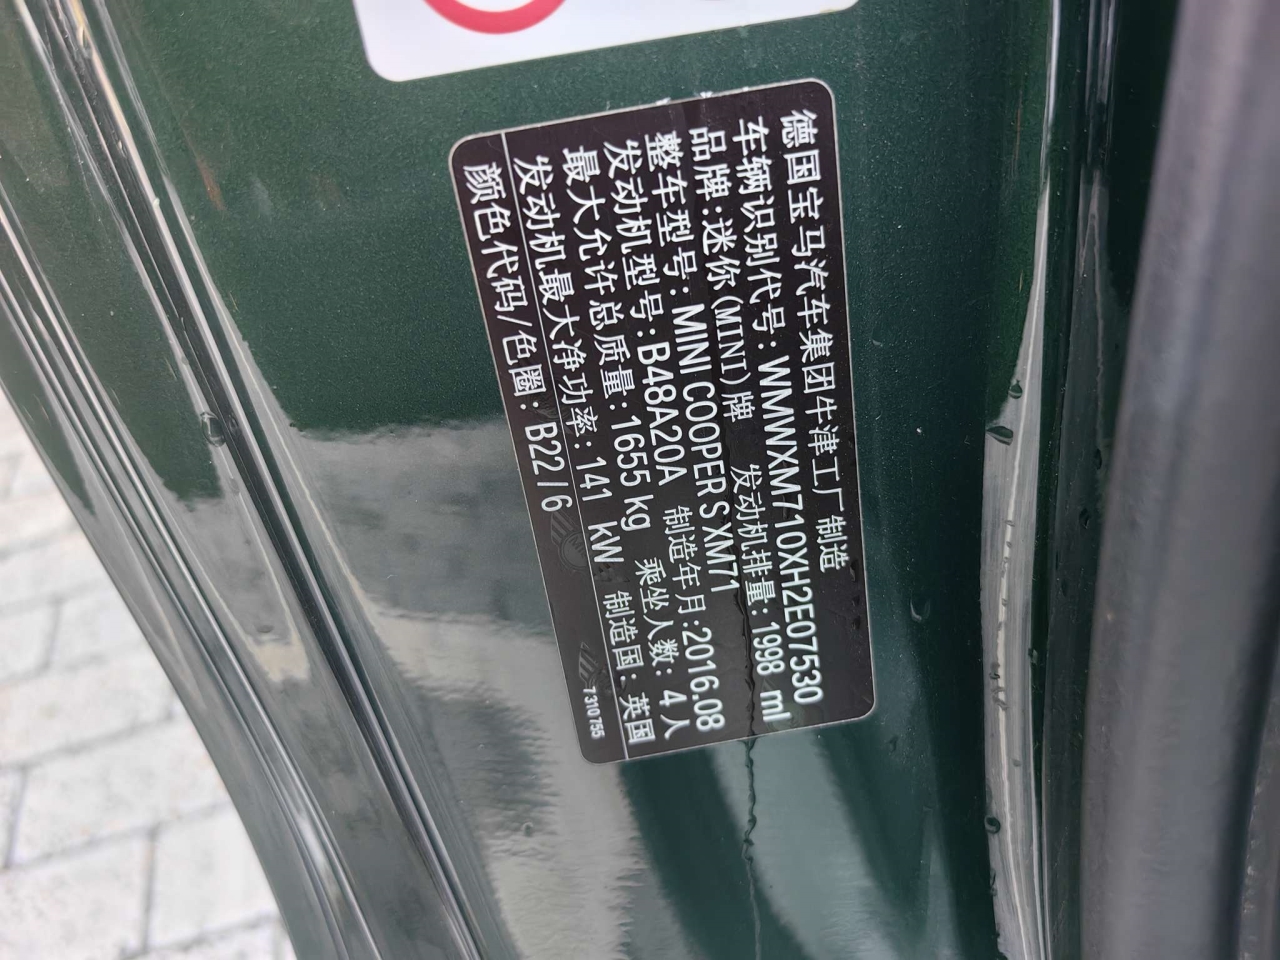 德国宝马汽车集团牛津工厂制造
车辆识别代号: WMWXM710XH2E07530
品牌:迷你(MINI)牌 发动机排量:1998 ml
整车型号: MINI COOPER S XM71
发动机型号:B48A20A 制造年月:2016.08
最大允许总质量:1655 kg 乘坐人数: 4人
发动机最大净功率:141 kW 制造国: 英国
颜色代码/色圈: B22/6
7310755